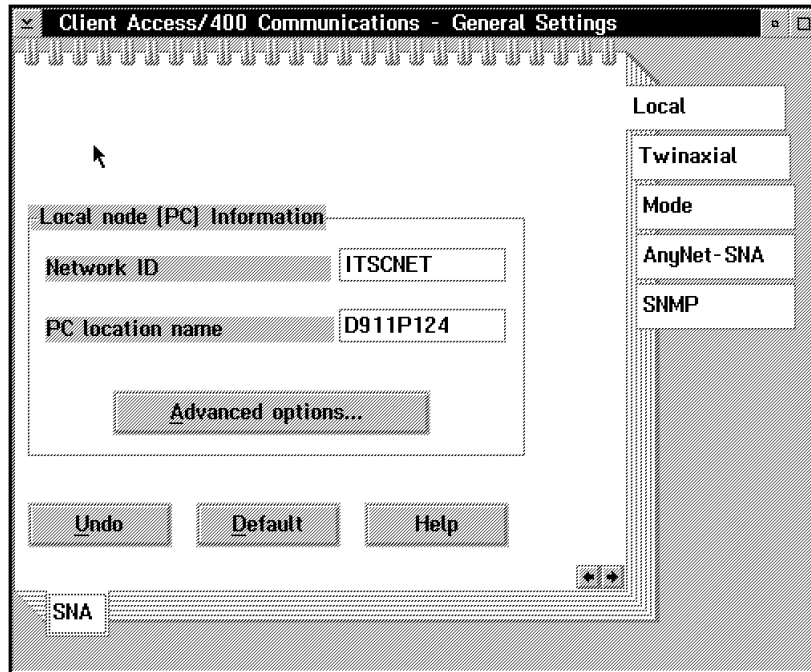 Client Access/400 Communications - General Settings
Local
Twinaxial
Mode
AnyNet-SNA
SNMP
Local node (PC) Information
Network ID
ITSCNET
PC location name
D911P124
Advanced options...
Undo
Default
Help
SNA